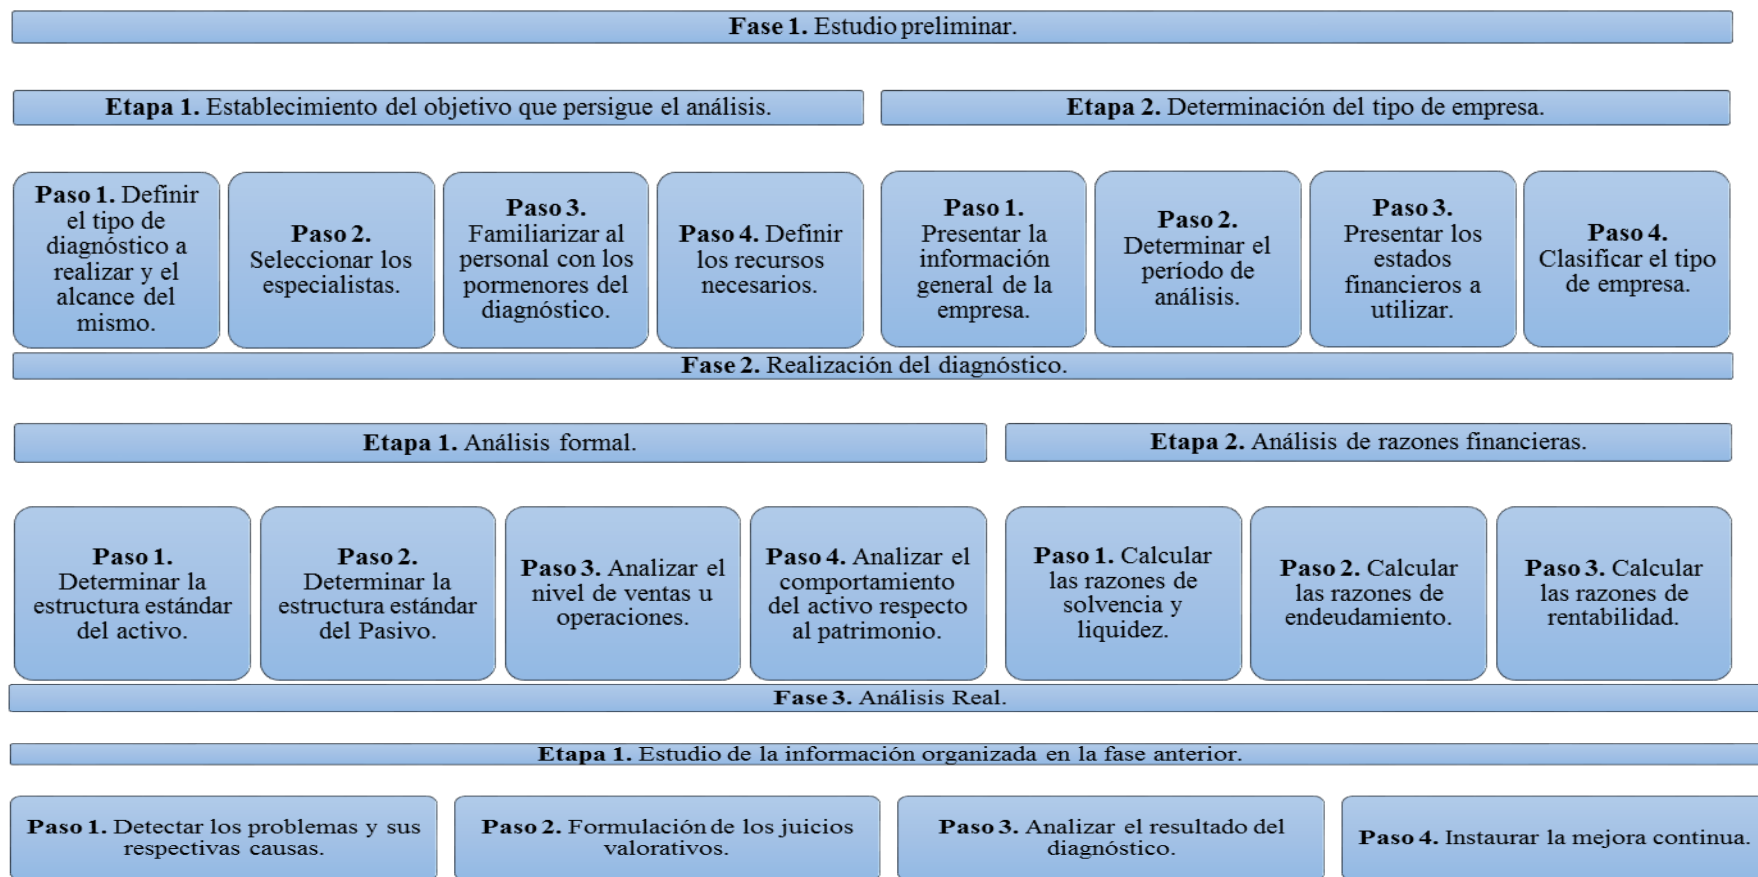 Fase 1. Estudio preliminar.
Etapa 1. Establecimiento del objetivo que persigue el análisis.
Etapa 2. Determinación del tipo de empresa.
Paso 1. Definir
el tipo de
diagnóstico a
realizar y el
alcance del
mismo.
Paso 2.
Seleccionar los
especialistas.
Paso 3.
Familiarizar al
personal con los
pormenores del
diagnóstico.
Paso 4. Definir
los recursos
necesarios.
Paso 1.
Presentar la
información
general de la
empresa.
Paso 2.
Determinar el
período de
análisis.
Paso 3.
Presentar los
estados
financieros a
utilizar.
Paso 4.
Clasificar el tipo
de empresa.
Fase 2. Realización del diagnóstico.
Etapa 1. Análisis formal.
Etapa 2. Análisis de razones financieras.
Paso 1.
Determinar la
estructura estándar
del activo.
Paso 2.
Determinar la
estructura estándar
del Pasivo.
Paso 3. Analizar el
nivel de ventas u
operaciones.
Paso 4. Analizar el
comportamiento
del activo respecto
al patrimonio.
Paso 1. Calcular
las razones de
solvencia y
liquidez.
Paso 2. Calcular
las razones de
endeudamiento.
Paso 3. Calcular
las razones de
rentabilidad.
Fase 3. Análisis Real.
Etapa 1. Estudio de la información organizada en la fase anterior.
Paso 1. Detectar los problemas y sus
respectivas causas.
Paso 2. Formulación de los juicios
valorativos.
Paso 3. Analizar el resultado del
diagnóstico.
Paso 4. Instaurar la mejora continua.